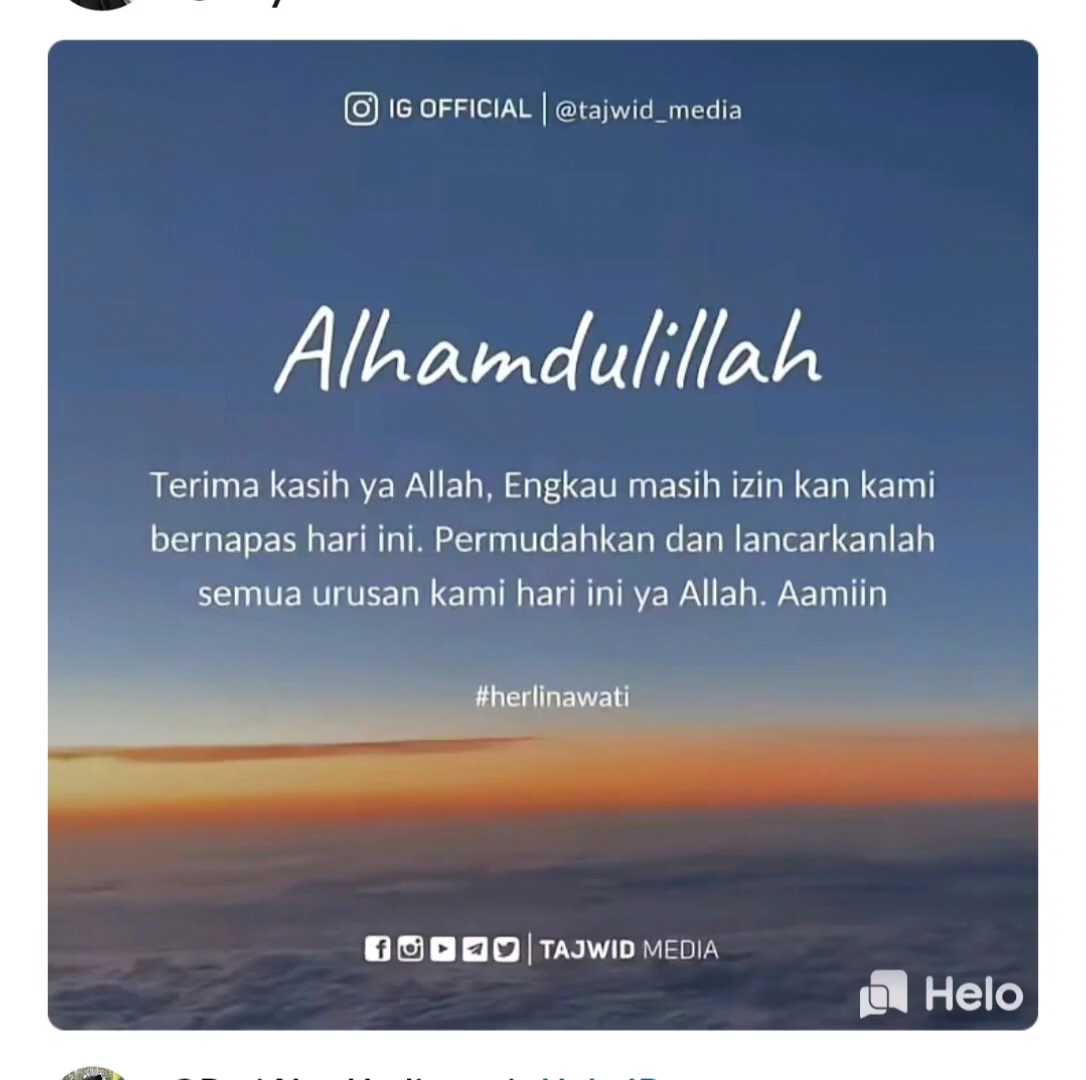 IG OFFICIAL | @tajwid_media
Alhamdulillah
Terima kasih ya Allah, Engkau masih izin kan kami
bernapas hari ini. Permudahkan dan lancarkanlah
semua urusan kami hari ini ya Allah. Aamiin
#herlinawati
TAJWID MEDIA
Helo